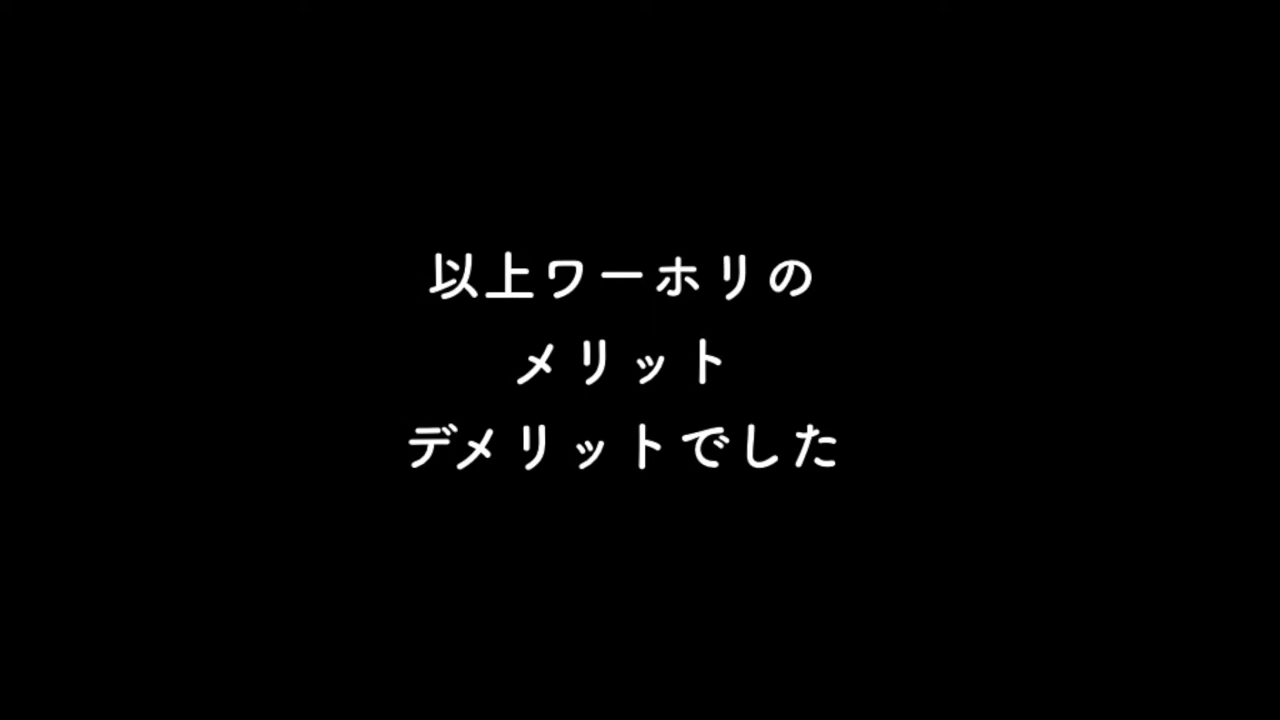 以上ワーホリの
メリット
デメリットでした